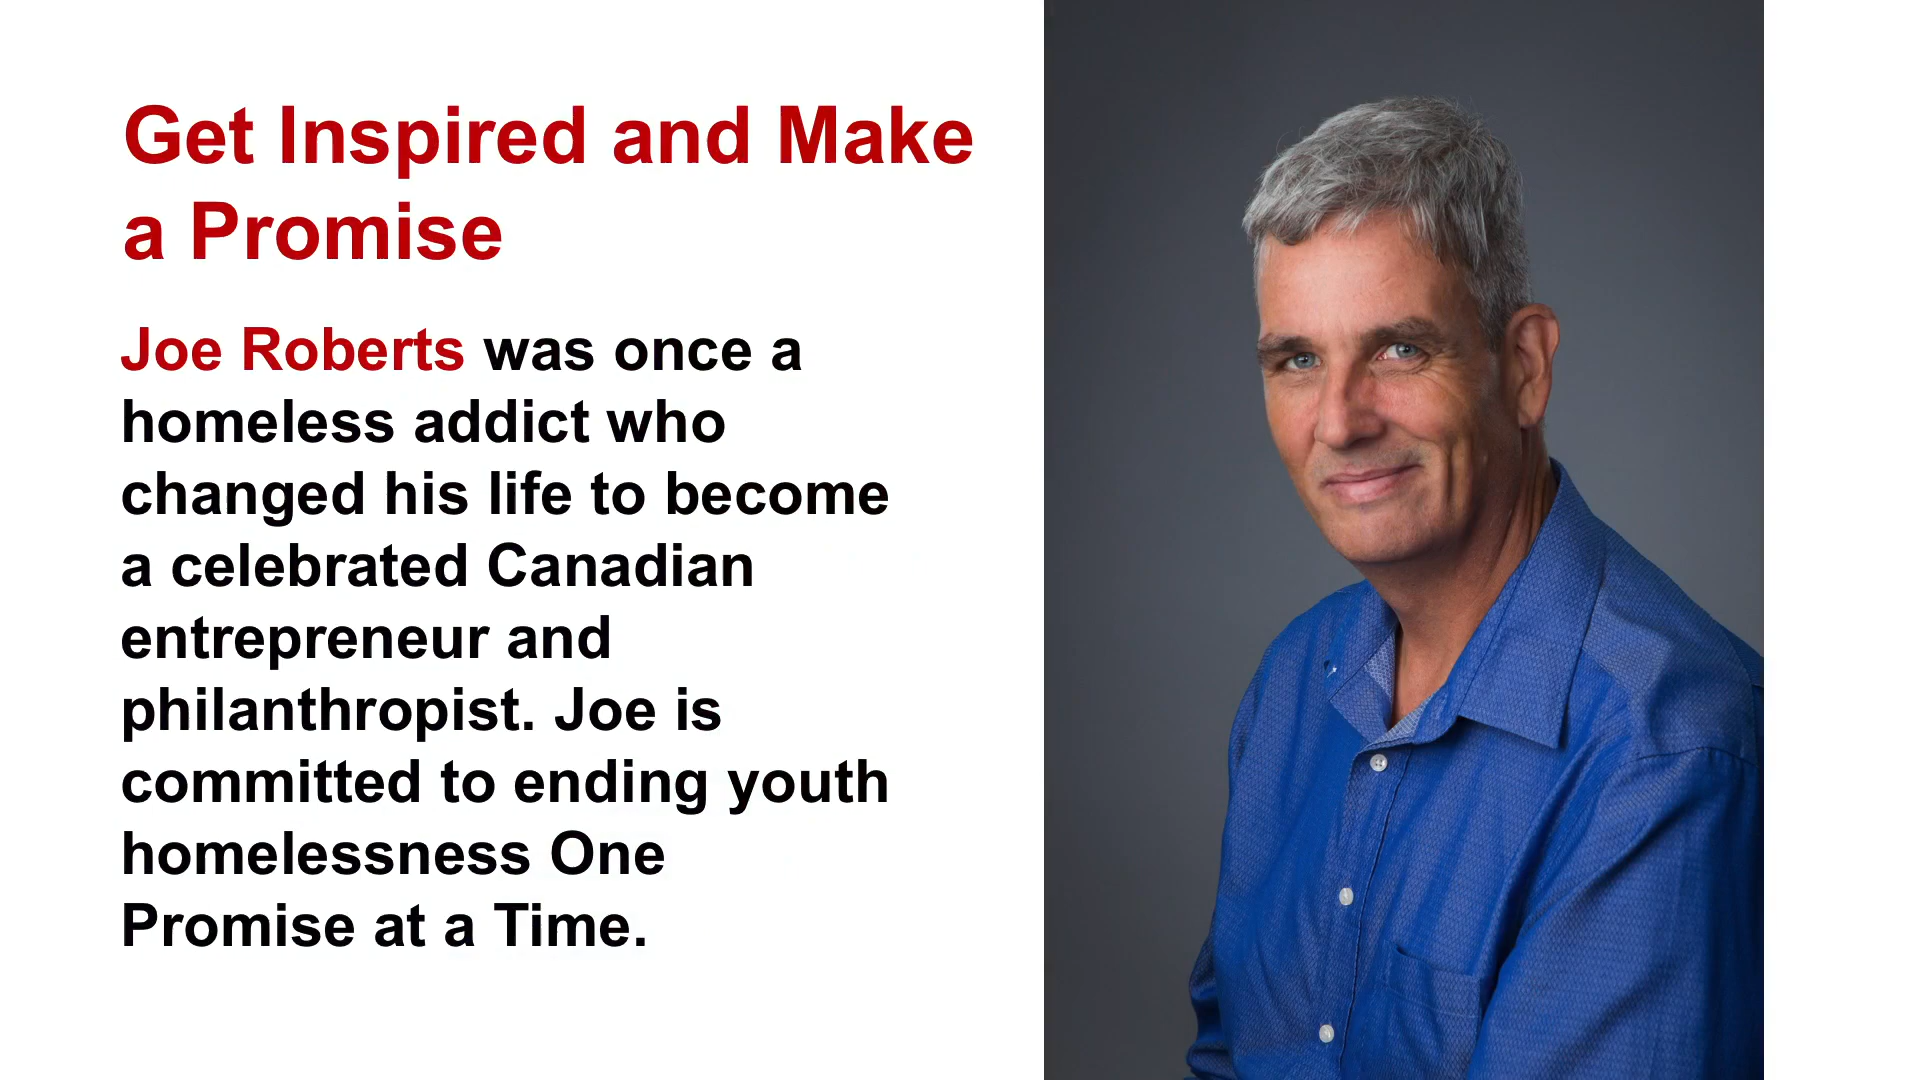 Get Inspired and Make
a Promise
Joe Roberts was once a
homeless addict who
changed his life to become
a celebrated Canadian
entrepreneur and
philanthropist. Joe is
committed to ending youth
homelessness One
Promise at a Time.